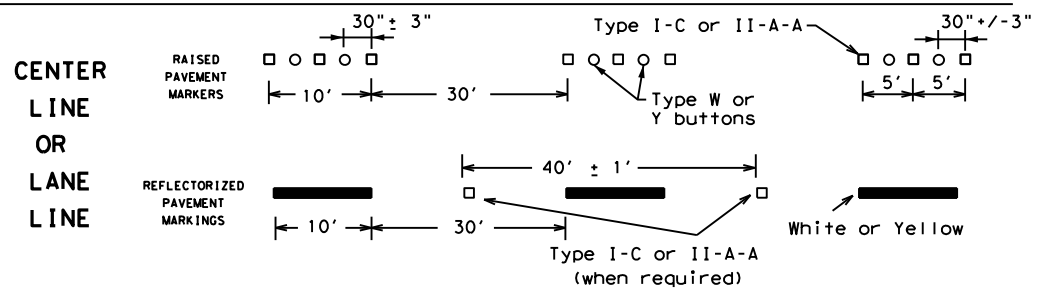 CENTER
LINE
OR
LANE
LINE
RAISED
PAVEMENT
MARKERS
30"± 3"
10'
30'
Type I-C or II-A-A
Type W or
Y buttons
30"+/-3"
5'
5'
REFLECTORIZED
PAVEMENT
MARKINGS
10'
30'
40' ± 1'
Type I-C or II-A-A
(when required)
White or Yellow